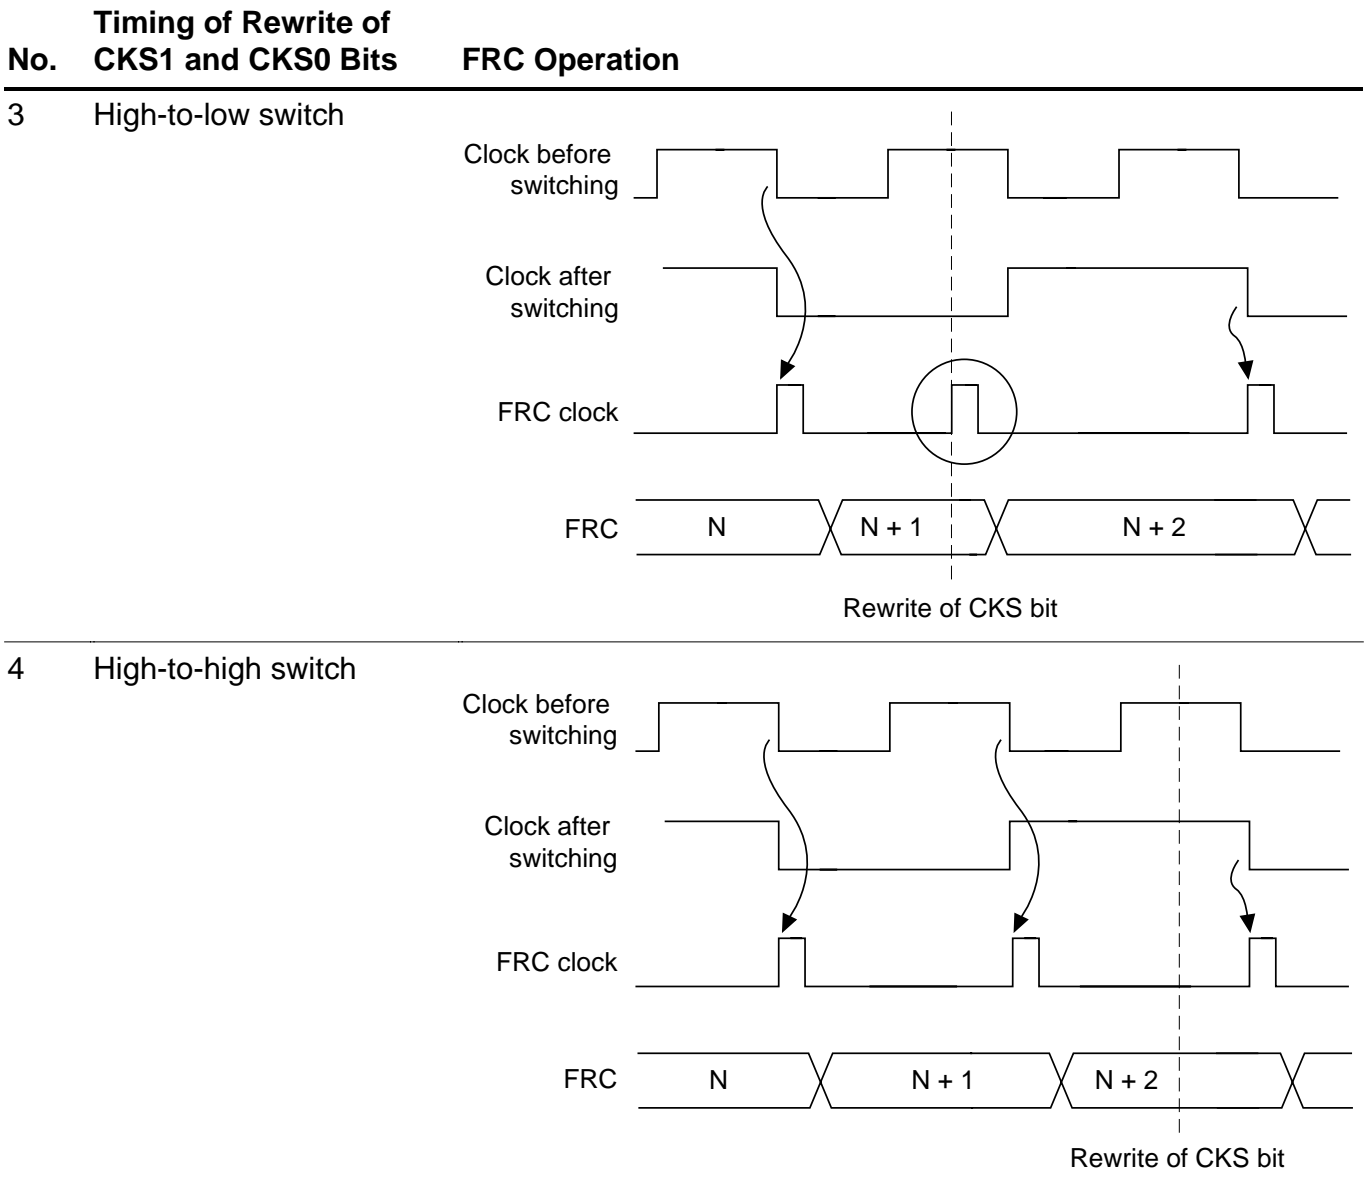 Timing of Rewrite of
No. CKS1 and CKS0 Bits FRC Operation
3 High-to-low switch
Clock before
switching
Clock after
switching
FRC clock
FRC N N + 1 N + 2
Rewrite of CKS bit
4 High-to-high switch
Clock before
switching
Clock after
switching
FRC clock
FRC N N + 1 N + 2
Rewrite of CKS bit